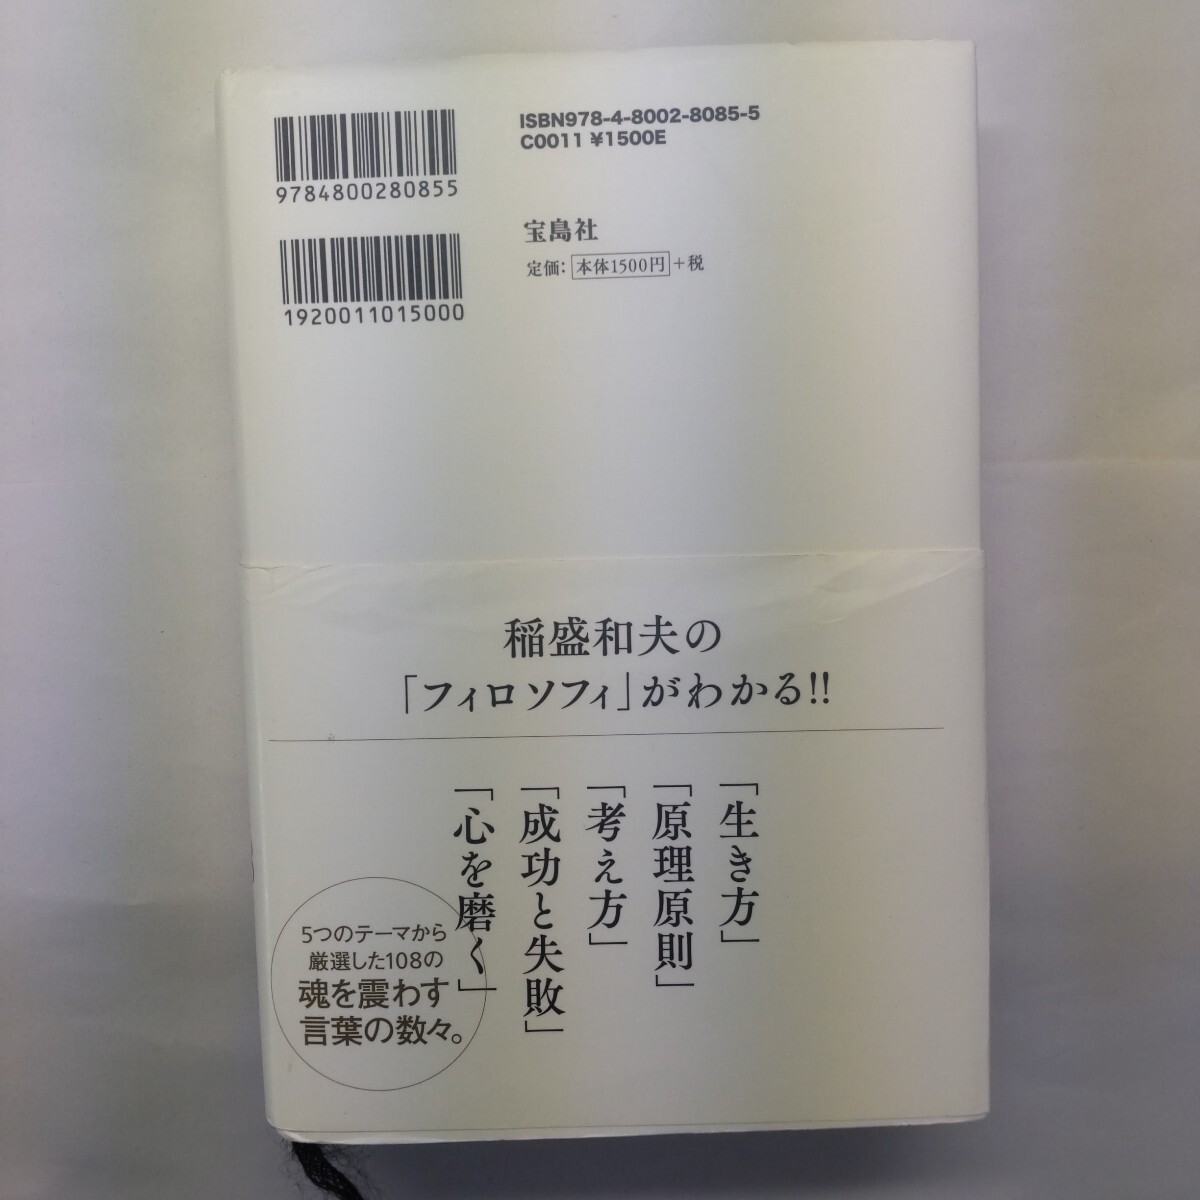 ISBN978-4-8002-8085-5
C0011 ¥1500E
9784800280855
1920011015000
宝島社
定価:本体1500円+税
稲盛和夫の
「フィロソフィ」がわかる!!
「生き方」
「原理原則」
「考え方」
「成功と失敗」
「心を磨く」
5つのテーマから
厳選した108の
魂を震わす
言葉の数々。